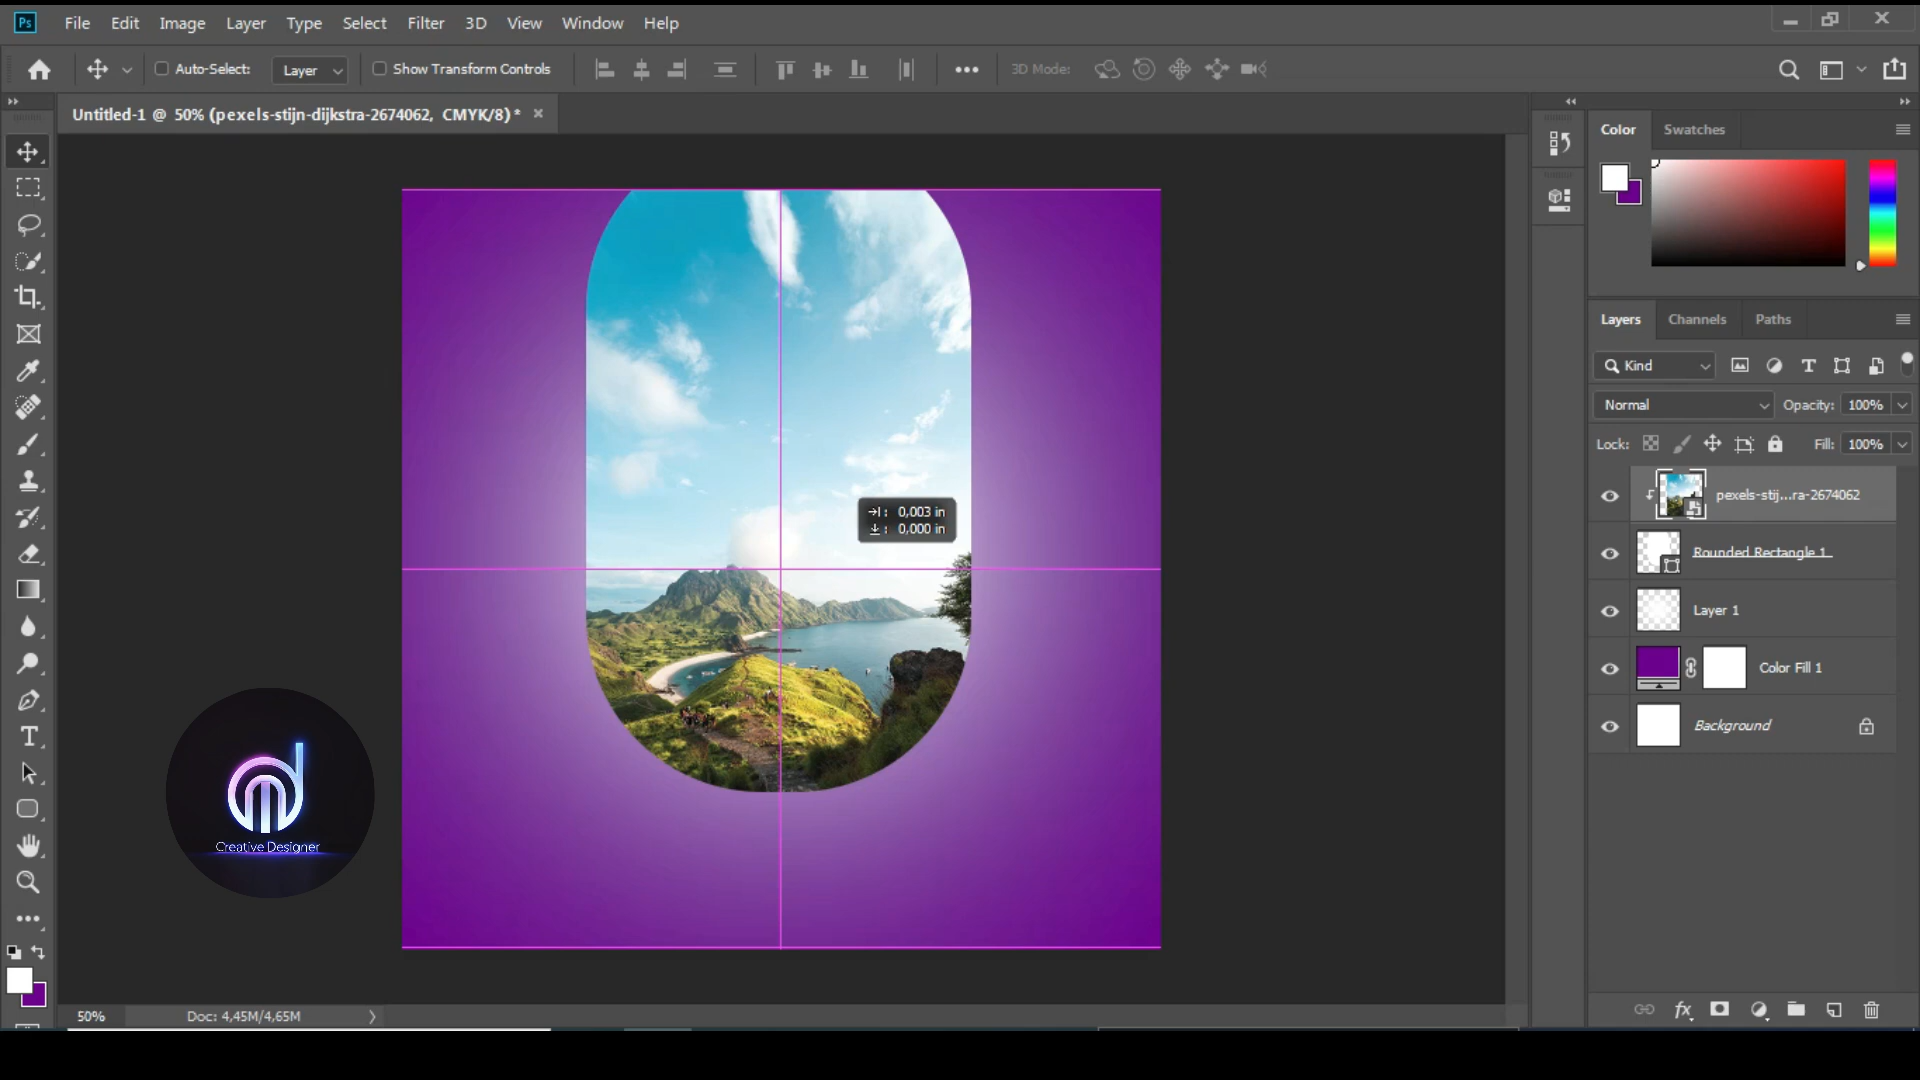 Ps File Edit Image Layer Type Select Filter 3D View Window Help
Auto-Select: Layer Show Transform Controls 3D Mode:
Untitled-1 @ 50% (pexels-stijn-dijkstra-2674062, CMYK/8) *
Color Swatches
Layers Channels Paths
Kind
Normal Opacity: 100%
Lock: Fill: 100%
pexels-stij...ra-2674062
0,003 in
0,000 in
Rounded Rectangle 1
Layer 1
Color Fill 1
Background
Creative Designer
fx
50% Doc: 4,45M/4,65M